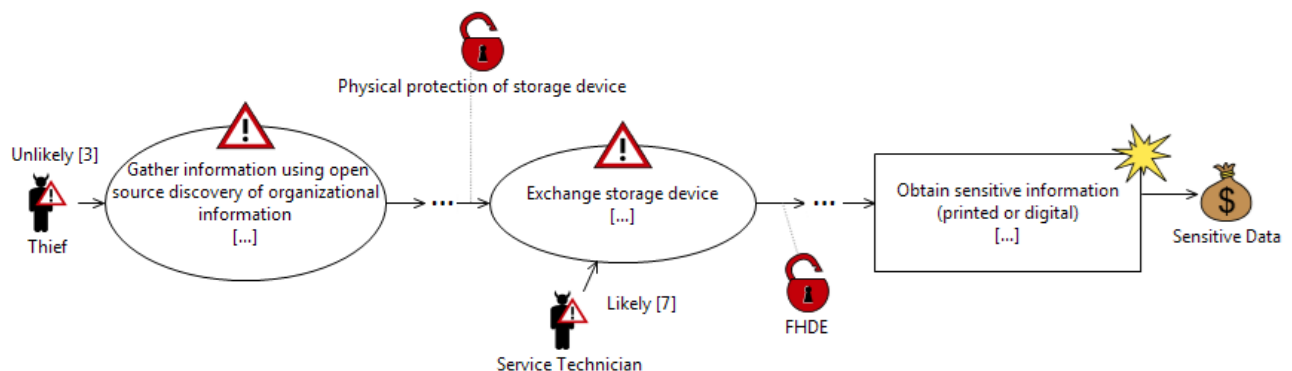 Physical protection of storage device
Unlikely [3]
Thief
Gather information using open
source discovery of organizational
information
[...]
...
Exchange storage device
[...]
Likely [7]
Service Technician
...
FHDE
Obtain sensitive information
(printed or digital)
[...]
$
Sensitive Data